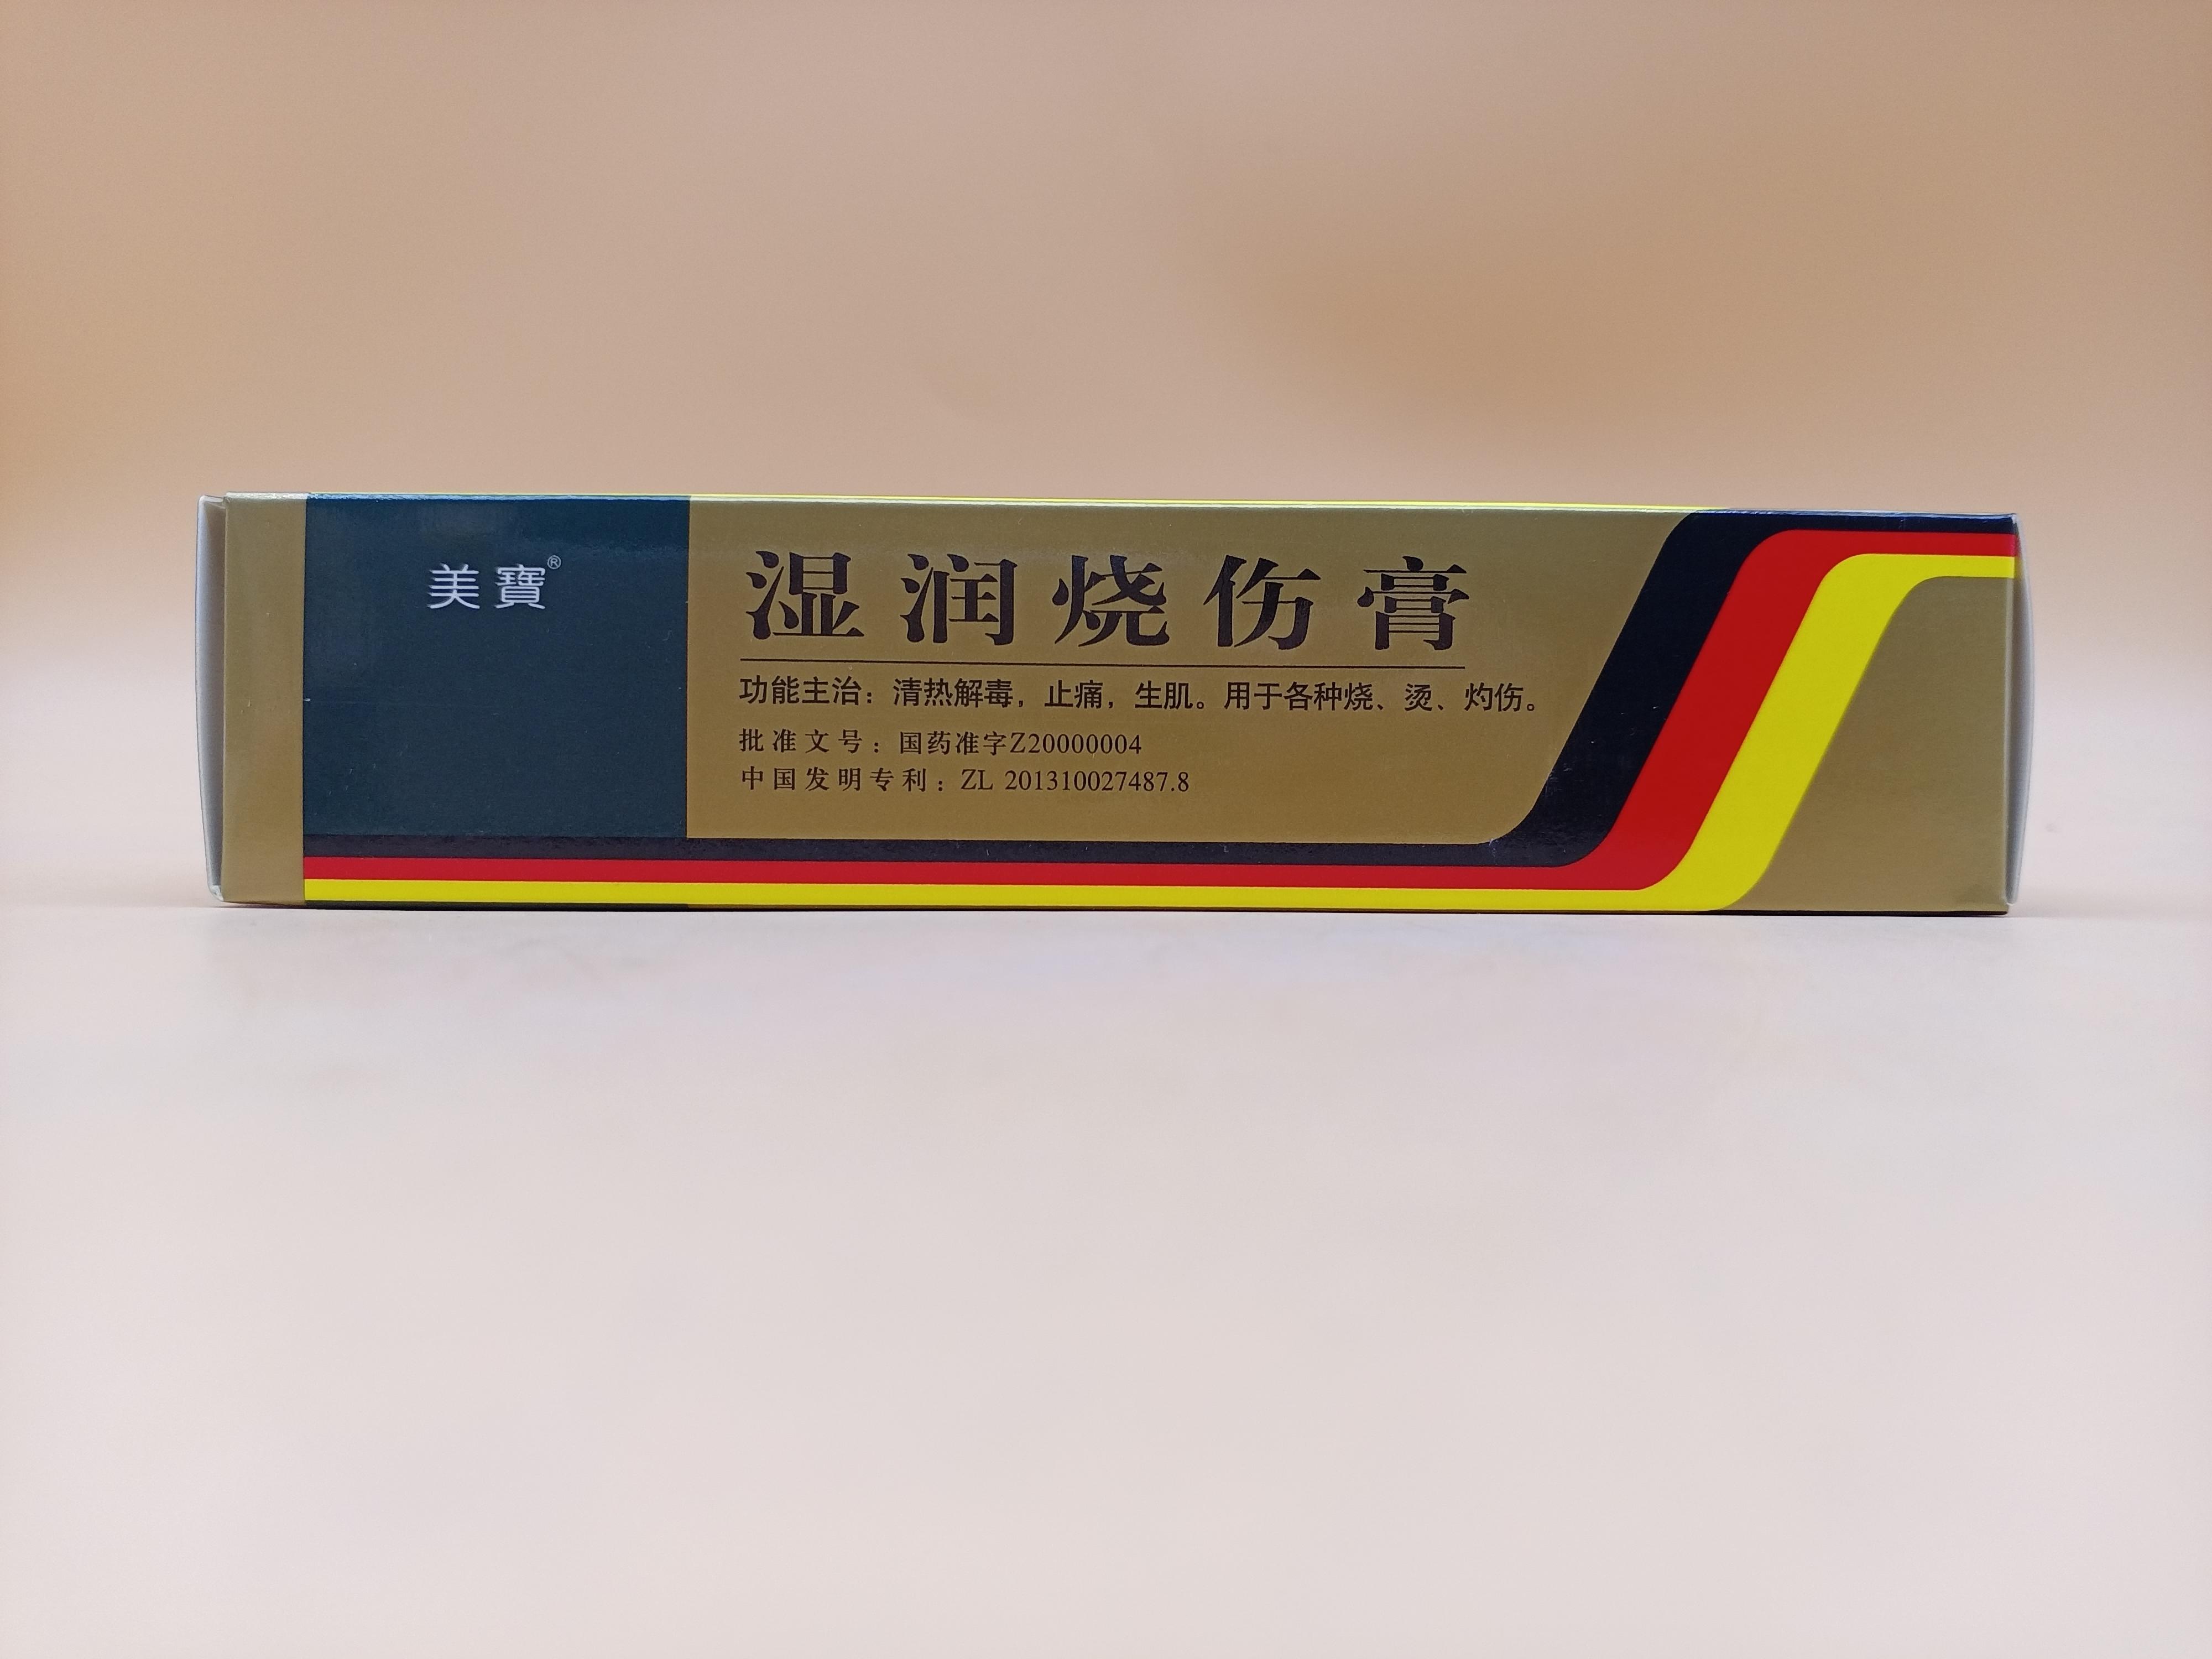 美寶®
湿润烧伤膏
功能主治：清热解毒，止痛，生肌。用于各种烧、烫、灼伤。
批准文号：国药准字Z20000004
中国发明专利：ZL 201310027487.8